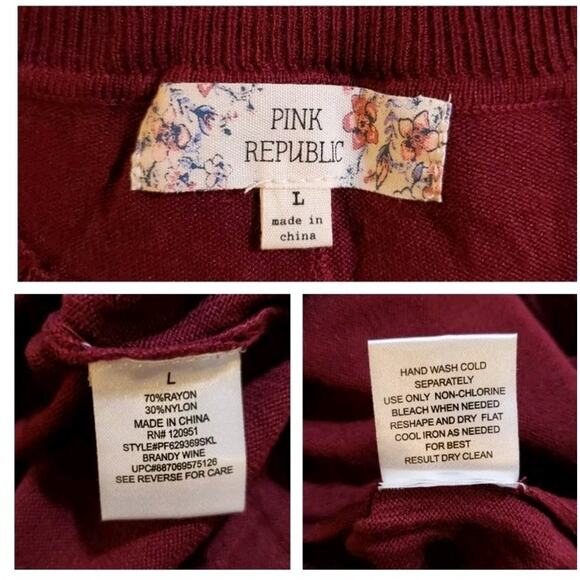 PINK
REPUBLIC
L
made in
china
L
70%RAYON
30%NYLON
MADE IN CHINA
RN# 120951
STYLE#PF629369SKL
BRANDY WINE
UPC#887069575126
SEE REVERSE FOR CARE
HAND WASH COLD
SEPARATELY
USE ONLY NON-CHLORINE
BLEACH WHEN NEEDED
RESHAPE AND DRY FLAT
COOL IRON AS NEEDED
FOR BEST
RESULT DRY CLEAN